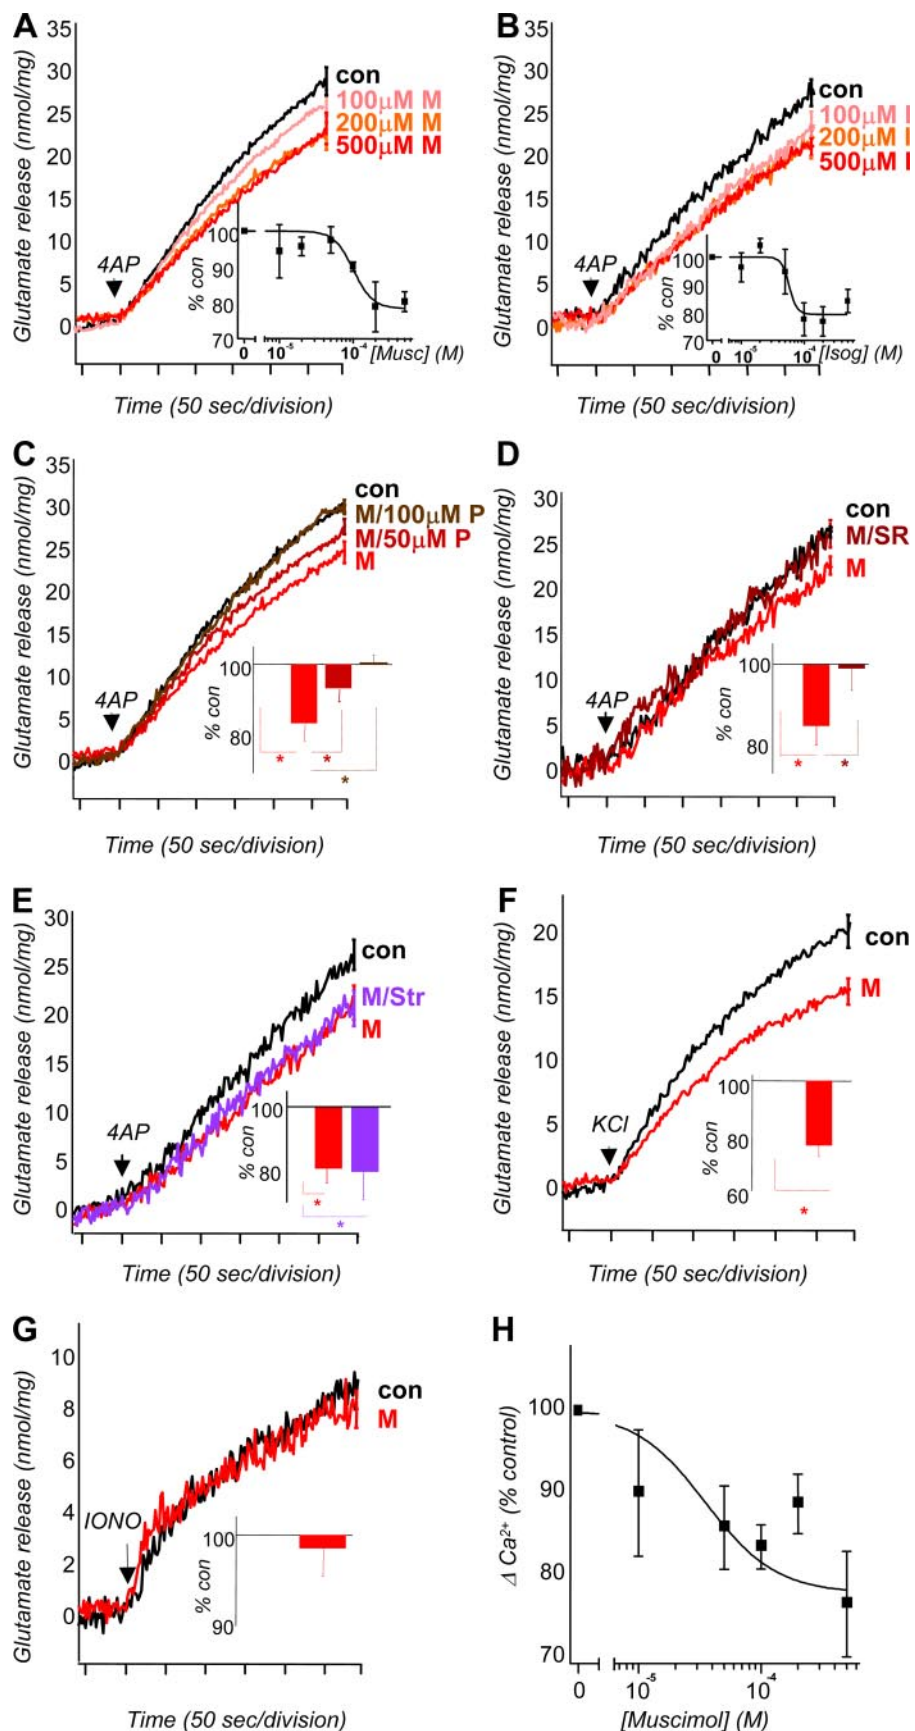 A
Glutamate release (nmol/mg)
35
30
25
20
15
10
5
0
con
100μM M
200μM M
500μM M
4AP
% con
100
90
80
70
0
10⁻⁵
10⁻⁴
[Musc] (M)
Time (50 sec/division)
B
Glutamate release (nmol/mg)
35
30
25
20
15
10
5
0
con
100μM I
200μM I
500μM I
4AP
% con
100
90
80
70
0
10⁻⁵
10⁻⁴
[Isog] (M)
Time (50 sec/division)
C
Glutamate release (nmol/mg)
35
30
25
20
15
10
5
0
con
M/100μM P
M/50μM P
M
4AP
% con
100
80
*
*
*
Time (50 sec/division)
D
Glutamate release (nmol/mg)
30
25
20
15
10
5
0
con
M/SR
M
4AP
% con
100
80
*
*
Time (50 sec/division)
E
Glutamate release (nmol/mg)
30
25
20
15
10
5
0
con
M/Str
M
4AP
% con
100
80
*
*
Time (50 sec/division)
F
Glutamate release (nmol/mg)
20
15
10
5
0
con
M
KCl
% con
100
80
60
*
Time (50 sec/division)
G
Glutamate release (nmol/mg)
10
8
6
4
2
0
con
M
IONO
% con
100
90
Time (50 sec/division)
H
Δ Ca²⁺ (% control)
100
90
80
70
0
10⁻⁵
10⁻⁴
[Muscimol] (M)